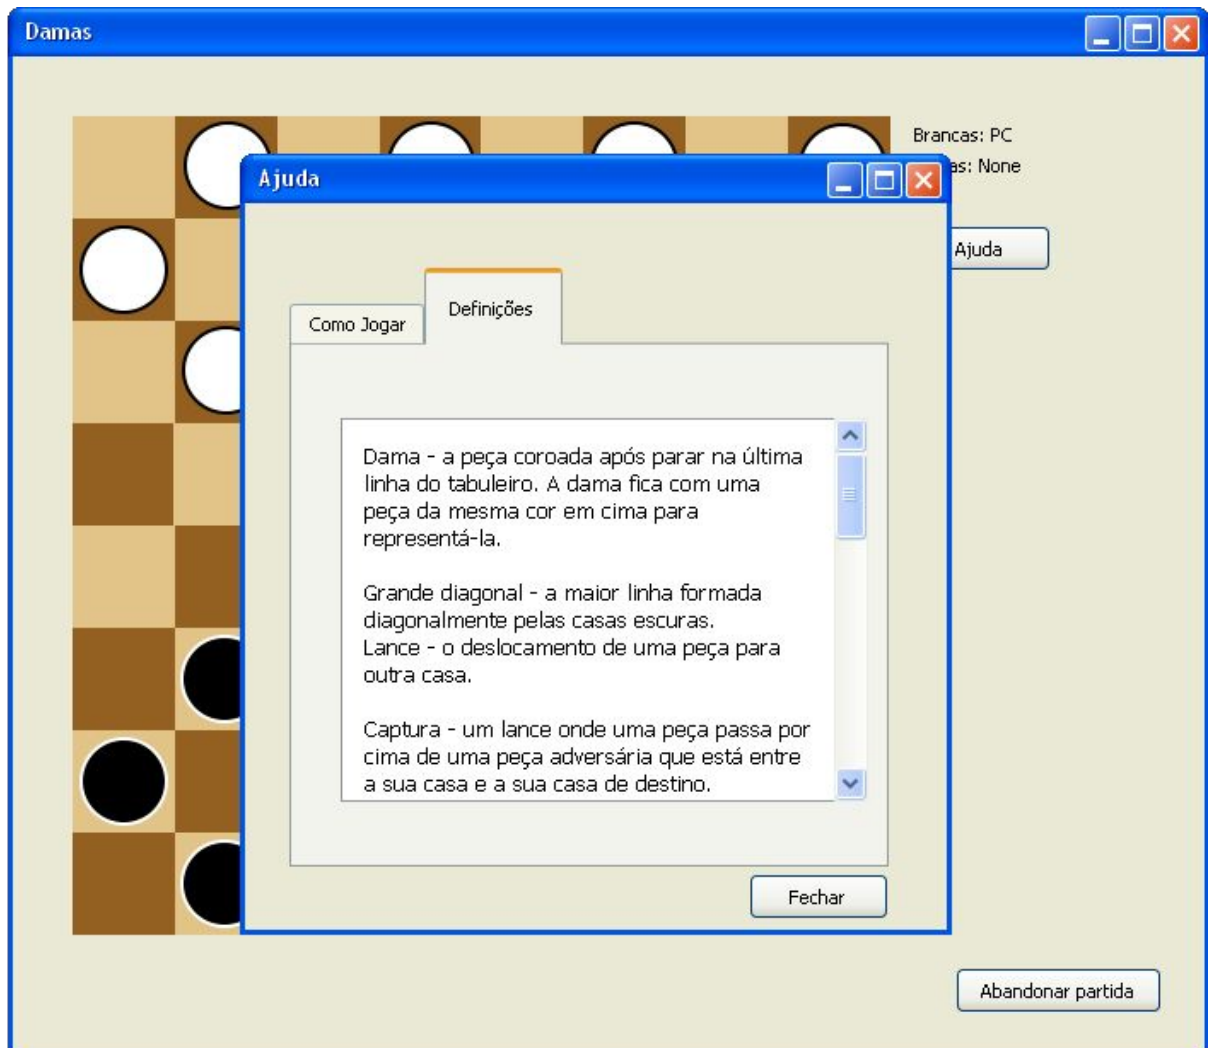 Damas
Brancas: PC
as: None
Ajuda
Ajuda
Como Jogar
Definições
Dama - a peça coroada após parar na última
linha do tabuleiro. A dama fica com uma
peça da mesma cor em cima para
representá-la.
Grande diagonal - a maior linha formada
diagonalmente pelas casas escuras.
Lance - o deslocamento de uma peça para
outra casa.
Captura - um lance onde uma peça passa por
cima de uma peça adversária que está entre
a sua casa e a sua casa de destino.
Fechar
Abandonar partida